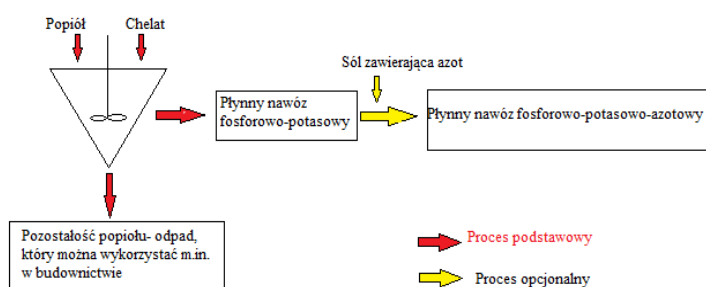 Popiół
Chelat
Sól zawierająca azot
Płynny nawóz
fosforowo-potasowy
Płynny nawóz fosforowo-potasowo-azotowy
Pozostałość popiołu- odpad,
który można wykorzystać m.in.
w budownictwie
Proces podstawowy
Proces opcjonalny